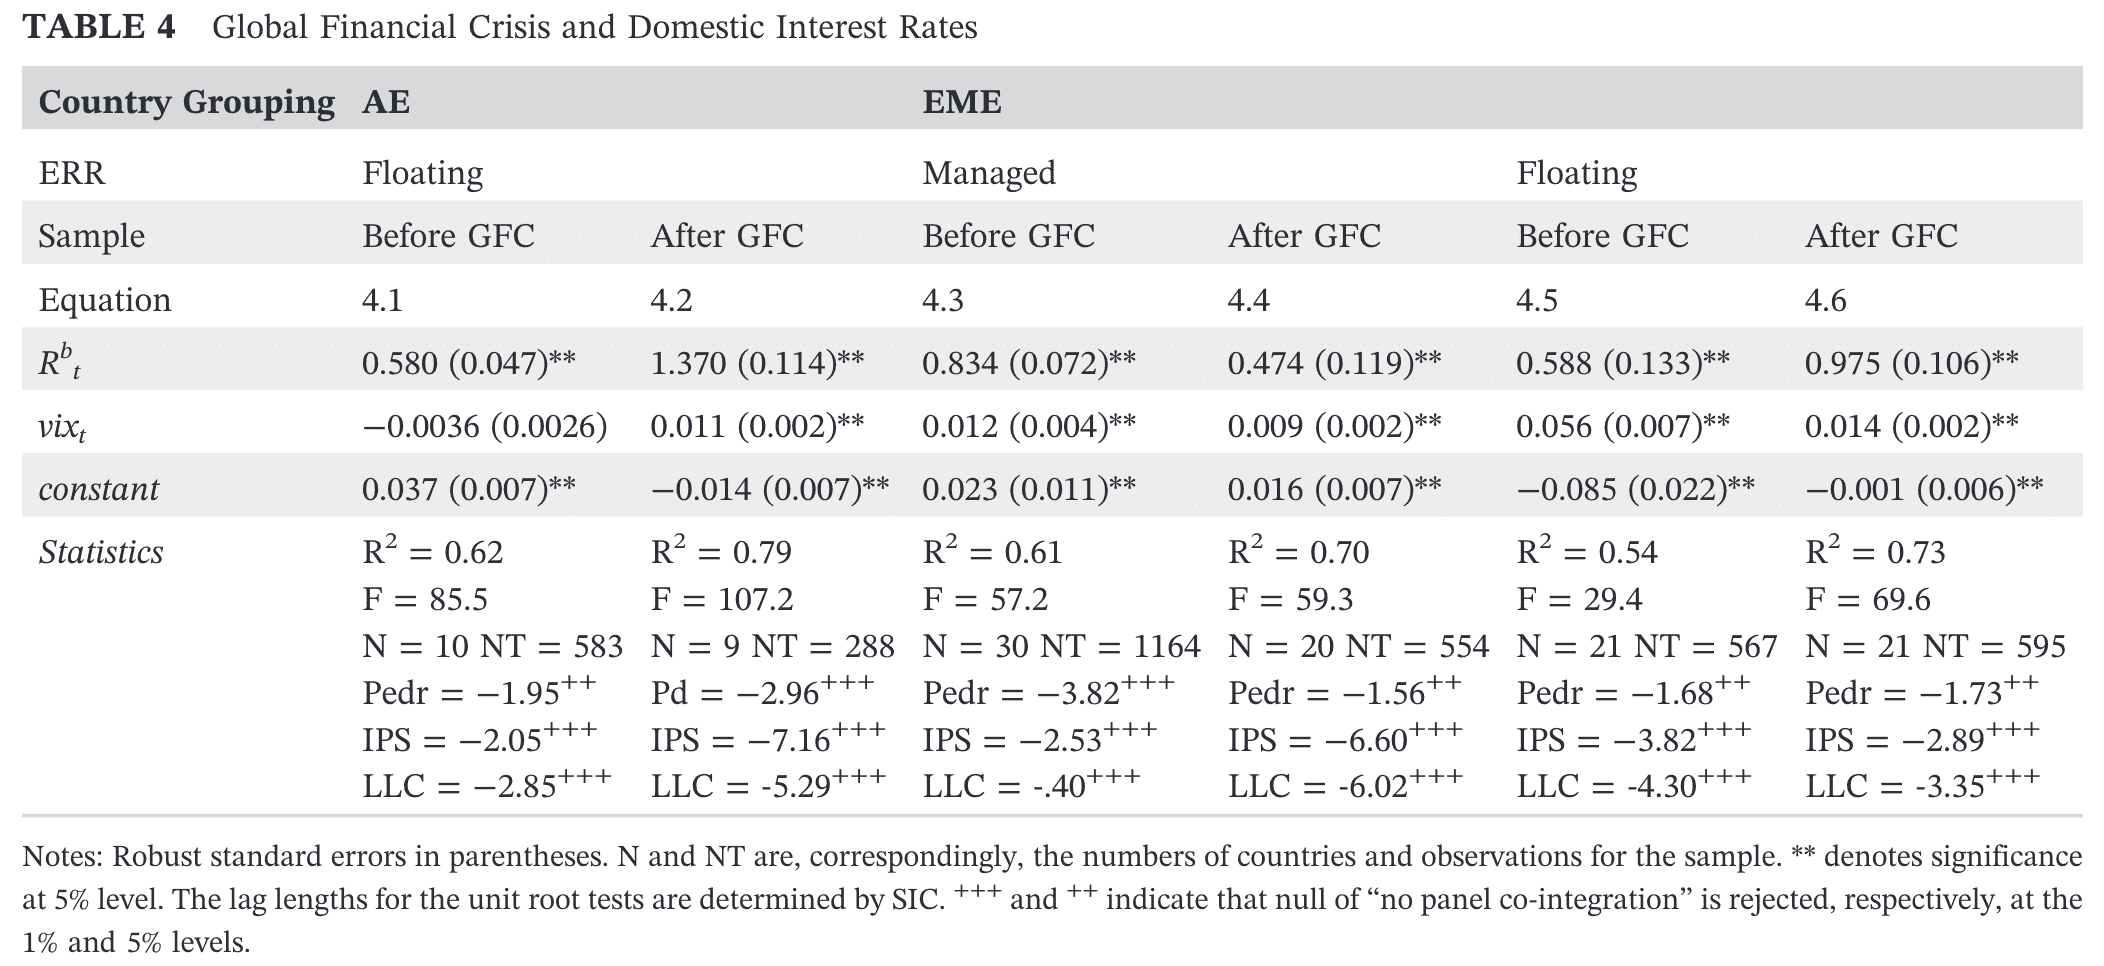 TABLE 4 Global Financial Crisis and Domestic Interest Rates
Country Grouping AE EME
ERR Floating Managed Floating
Sample Before GFC After GFC Before GFC After GFC Before GFC After GFC
Equation 4.1 4.2 4.3 4.4 4.5 4.6
R^b_t 0.580 (0.047)** 1.370 (0.114)** 0.834 (0.072)** 0.474 (0.119)** 0.588 (0.133)** 0.975 (0.106)**
vix_t −0.0036 (0.0026) 0.011 (0.002)** 0.012 (0.004)** 0.009 (0.002)** 0.056 (0.007)** 0.014 (0.002)**
constant 0.037 (0.007)** −0.014 (0.007)** 0.023 (0.011)** 0.016 (0.007)** −0.085 (0.022)** −0.001 (0.006)**
Statistics R² = 0.62 R² = 0.79 R² = 0.61 R² = 0.70 R² = 0.54 R² = 0.73
F = 85.5 F = 107.2 F = 57.2 F = 59.3 F = 29.4 F = 69.6
N = 10 NT = 583 N = 9 NT = 288 N = 30 NT = 1164 N = 20 NT = 554 N = 21 NT = 567 N = 21 NT = 595
Pedr = −1.95⁺⁺ Pd = −2.96⁺⁺⁺ Pedr = −3.82⁺⁺⁺ Pedr = −1.56⁺⁺ Pedr = −1.68⁺⁺ Pedr = −1.73⁺⁺
IPS = −2.05⁺⁺⁺ IPS = −7.16⁺⁺⁺ IPS = −2.53⁺⁺⁺ IPS = −6.60⁺⁺⁺ IPS = −3.82⁺⁺⁺ IPS = −2.89⁺⁺⁺
LLC = −2.85⁺⁺⁺ LLC = -5.29⁺⁺⁺ LLC = -.40⁺⁺⁺ LLC = -6.02⁺⁺⁺ LLC = -4.30⁺⁺⁺ LLC = -3.35⁺⁺⁺
Notes: Robust standard errors in parentheses. N and NT are, correspondingly, the numbers of countries and observations for the sample. ** denotes significance
at 5% level. The lag lengths for the unit root tests are determined by SIC. ⁺⁺⁺ and ⁺⁺ indicate that null of “no panel co-integration” is rejected, respectively, at the
1% and 5% levels.